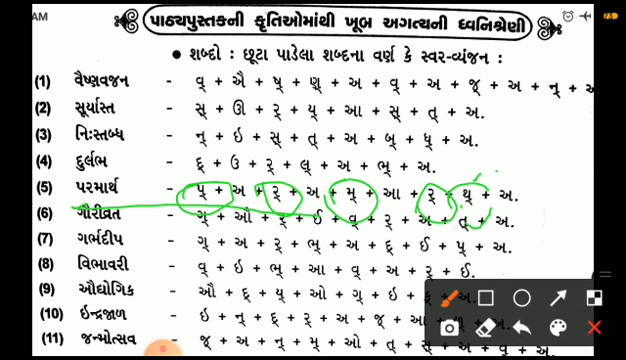 AM
પાઠ્યપુસ્તકની કૃતિઓમાંથી ખૂબ અગત્યની ધ્વનિશ્રેણી
● શબ્દો : છૂટા પાડેલા શબ્દના વર્ણ કે સ્વર-વ્યંજન :
(1) વૈષ્ણવજન - વ્ + ઐ + ષ્ + ણ્ + અ + વ્ + અ + જ્ + અ + ન્ + અ
(2) સૂર્યાસ્ત - સ્ + ઊ + ર્ + ય્ + આ + સ્ + ત્ + અ.
(3) નિઃસ્તબ્ધ - ન્ + ઇ + સ્ + ત્ + અ + બ્ + ધ્ + અ.
(4) દુર્લભ - દ્ + ઉ + ર્ + લ્ + અ + ભ્ + અ.
(5) પરમાર્થ - પ્ + અ + ર્ + અ + મ્ + આ + ર્ + થ્ + અ.
(6) ગૌરીવ્રત - ગ્ + ઔ + ર્ + ઈ + વ્ + ર્ + અ + ત્ + અ.
(7) ગર્ભદીપ - ગ્ + અ + ર્ + ભ્ + અ + દ્ + ઈ + પ્ + અ.
(8) વિભાવરી - વ્ + ઇ + ભ્ + આ + વ્ + અ + ર્ + ઈ.
(9) ઔદ્યોગિક - ઔ + દ્ + ય્ + ઓ + ગ્ + ઇ + ક્ + અ.
(10) ઇન્દ્રજાળ - ઇ + ન્ + દ્ + ર્ + અ + જ્ + આ + ળ્ + અ.
(11) જન્મોત્સવ - જ્ + અ + ન્ + મ્ + ઓ + ત્ + સ્ + અ + વ્ + અ.